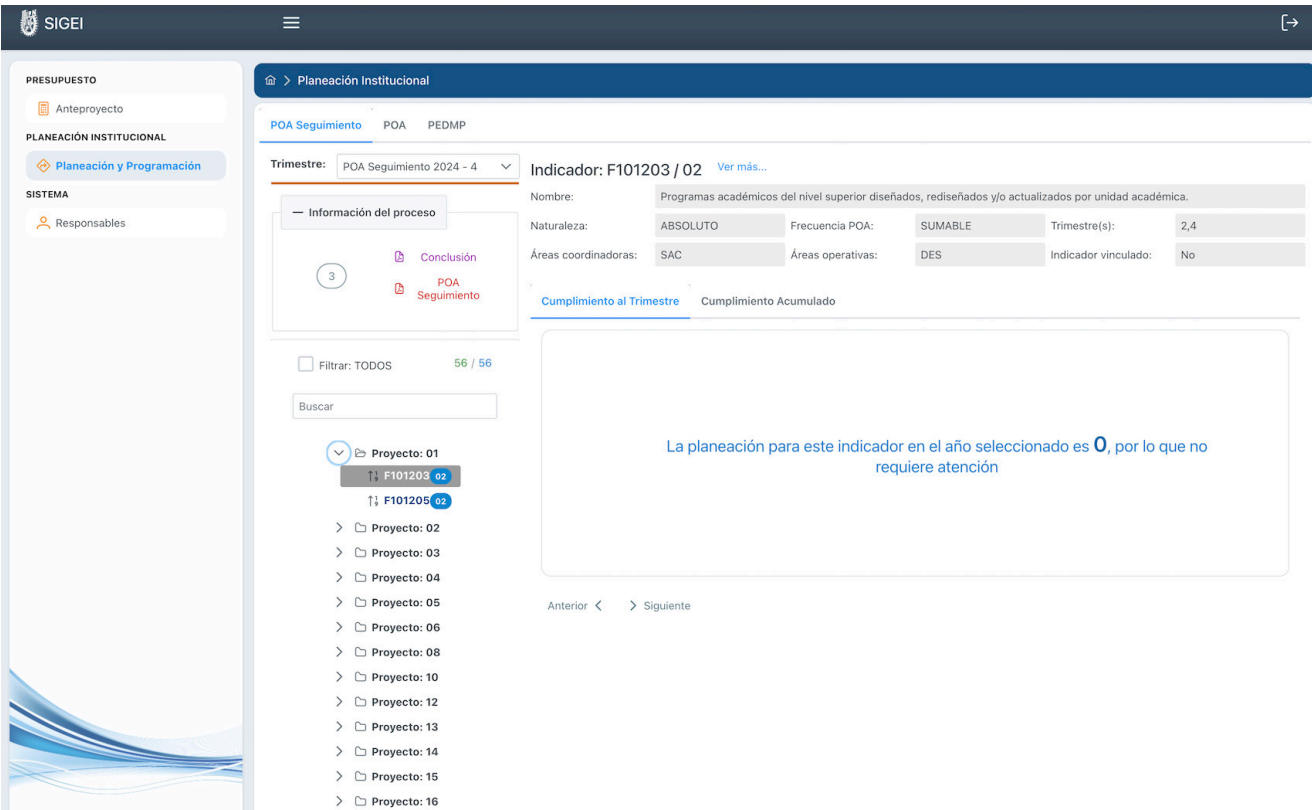 SIGEI
PRESUPUESTO
Anteproyecto
PLANEACIÓN INSTITUCIONAL
Planeación y Programación
SISTEMA
Responsables
Planeación Institucional
POA Seguimiento POA PEDMP
Trimestre: POA Seguimiento 2024 - 4
Información del proceso
3
Conclusión
POA
Seguimiento
Filtrar: TODOS 56 / 56
Buscar
Proyecto: 01
F101203 02
F101205 02
Proyecto: 02
Proyecto: 03
Proyecto: 04
Proyecto: 05
Proyecto: 06
Proyecto: 08
Proyecto: 10
Proyecto: 12
Proyecto: 13
Proyecto: 14
Proyecto: 15
Proyecto: 16
Indicador: F101203 / 02 Ver más...
Nombre: Programas académicos del nivel superior diseñados, rediseñados y/o actualizados por unidad académica.
Naturaleza: ABSOLUTO Frecuencia POA: SUMABLE Trimestre(s): 2,4
Áreas coordinadoras: SAC Áreas operativas: DES Indicador vinculado: No
Cumplimiento al Trimestre Cumplimiento Acumulado
La planeación para este indicador en el año seleccionado es 0, por lo que no
requiere atención
Anterior Siguiente